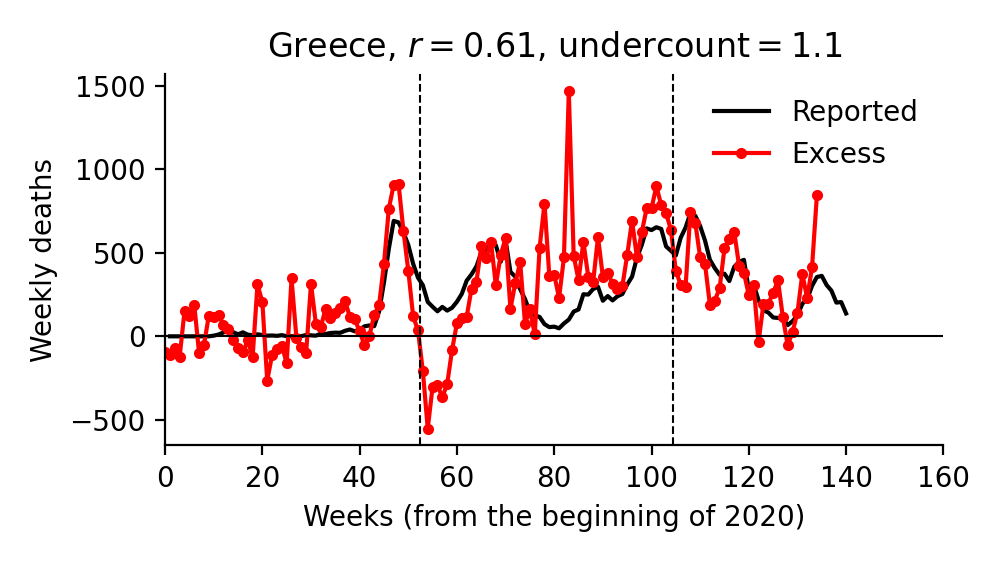 Greece, r = 0.61, undercount = 1.1
Weekly deaths
1500
1000
500
0
−500
Reported
Excess
0 20 40 60 80 100 120 140 160
Weeks (from the beginning of 2020)